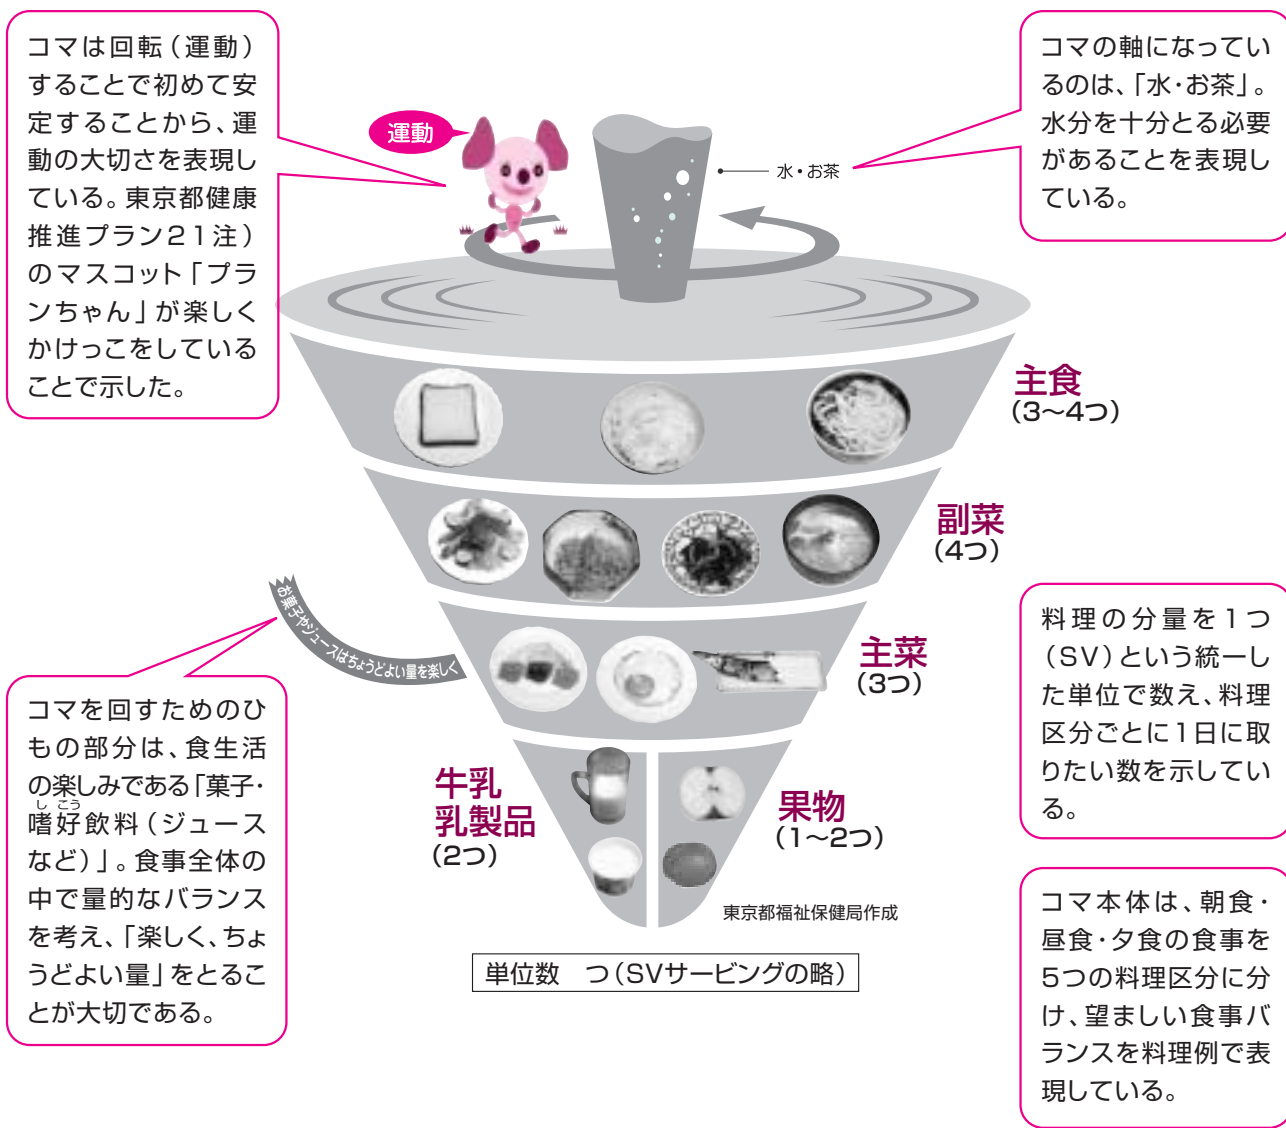 コマは回転(運動)
することで初めて安
定することから、運
動の大切さを表現し
ている。東京都健康
推進プラン21注)
のマスコット「プラ
ンちゃん」が楽しく
かけっこをしている
ことで示した。
運動
水・お茶
コマの軸になってい
るのは、「水・お茶」。
水分を十分とる必要
があることを表現し
ている。
主食
(3〜4つ)
副菜
(4つ)
お菓子やジュースはちょうどよい量を楽しく
主菜
(3つ)
料理の分量を1つ
(SV)という統一し
た単位で数え、料理
区分ごとに1日に取
りたい数を示してい
る。
コマを回すためのひ
もの部分は、食生活
の楽しみである「菓子・
し こう
嗜好飲料(ジュース
など)」。食事全体の
中で量的なバランス
を考え、「楽しく、ちょ
うどよい量」をとるこ
とが大切である。
牛乳
乳製品
(2つ)
果物
(1〜2つ)
東京都福祉保健局作成
単位数 つ(SVサービングの略)
コマ本体は、朝食・
昼食・夕食の食事を
5つの料理区分に分
け、望ましい食事バ
ランスを料理例で表
現している。